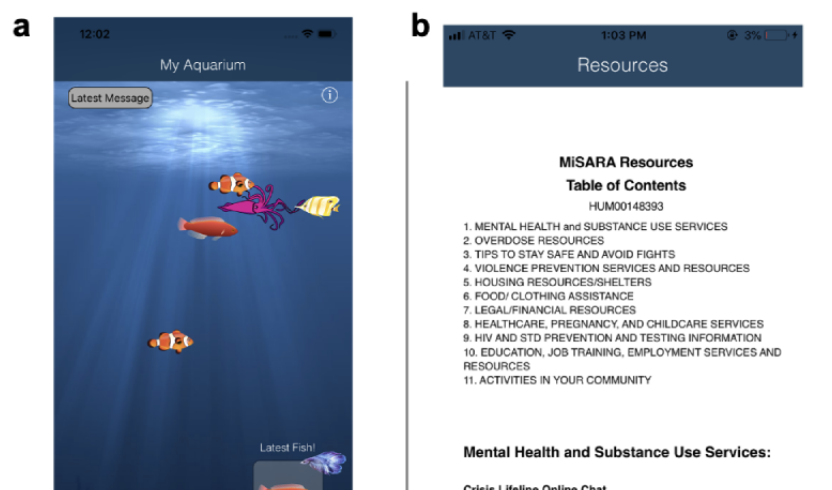 a
12:02
My Aquarium
Latest Message
i
Latest Fish!
b
AT&T
1:03 PM
3%
Resources
MiSARA Resources
Table of Contents
HUM00148393
1. MENTAL HEALTH and SUBSTANCE USE SERVICES
2. OVERDOSE RESOURCES
3. TIPS TO STAY SAFE AND AVOID FIGHTS
4. VIOLENCE PREVENTION SERVICES AND RESOURCES
5. HOUSING RESOURCES/SHELTERS
6. FOOD/ CLOTHING ASSISTANCE
7. LEGAL/FINANCIAL RESOURCES
8. HEALTHCARE, PREGNANCY, AND CHILDCARE SERVICES
9. HIV AND STD PREVENTION AND TESTING INFORMATION
10. EDUCATION, JOB TRAINING, EMPLOYMENT SERVICES AND
RESOURCES
11. ACTIVITIES IN YOUR COMMUNITY
Mental Health and Substance Use Services:
Crisis Lifeline Online Chat